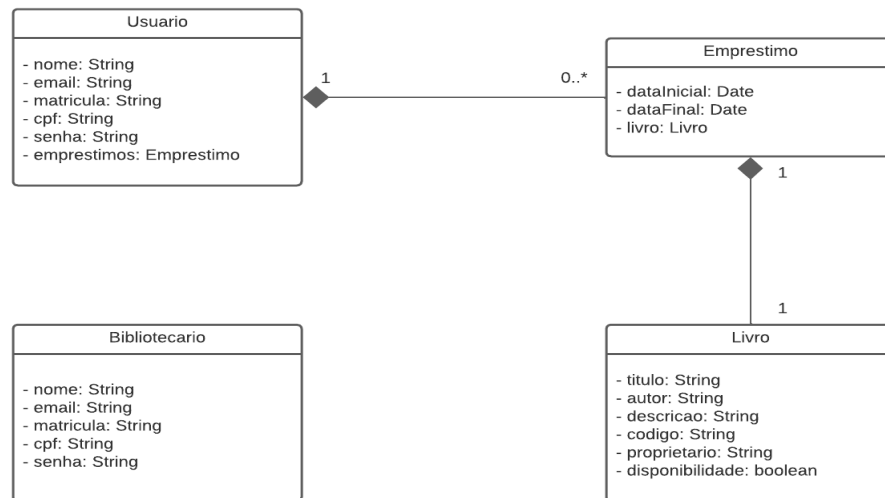 Usuario
- nome: String
- email: String
- matricula: String
- cpf: String
- senha: String
- emprestimos: Emprestimo
1
0..*
Emprestimo
- dataInicial: Date
- dataFinal: Date
- livro: Livro
1
1
Bibliotecario
- nome: String
- email: String
- matricula: String
- cpf: String
- senha: String
Livro
- titulo: String
- autor: String
- descricao: String
- codigo: String
- proprietario: String
- disponibilidade: boolean